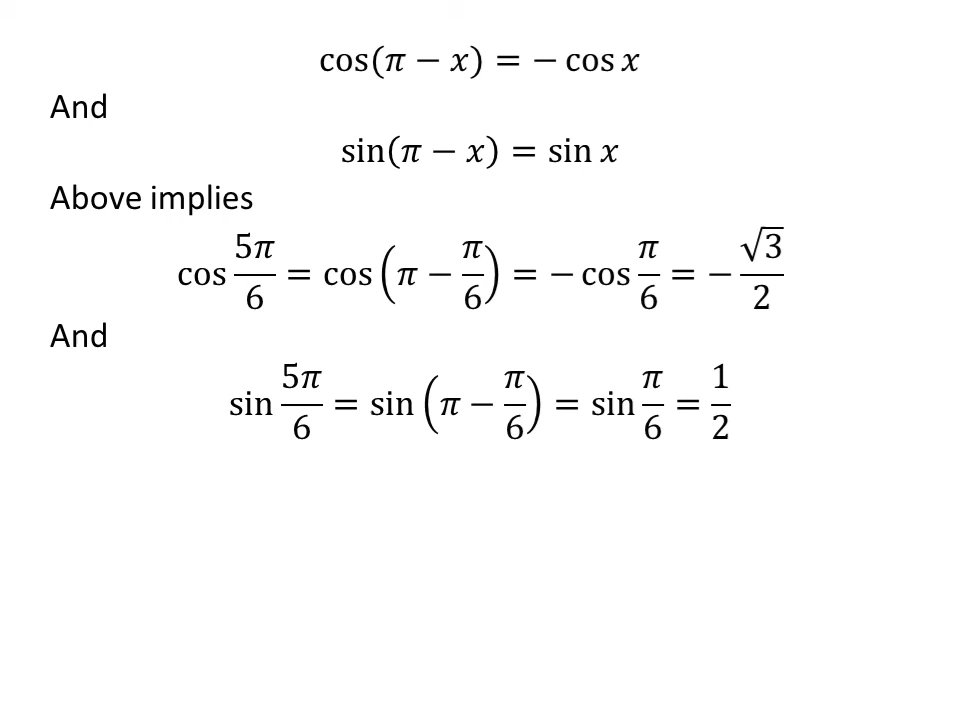 cos(π − x) = − cos x
And
sin(π − x) = sin x
Above implies
cos 5π/6 = cos (π − π/6) = − cos π/6 = − √3/2
And
sin 5π/6 = sin (π − π/6) = sin π/6 = 1/2